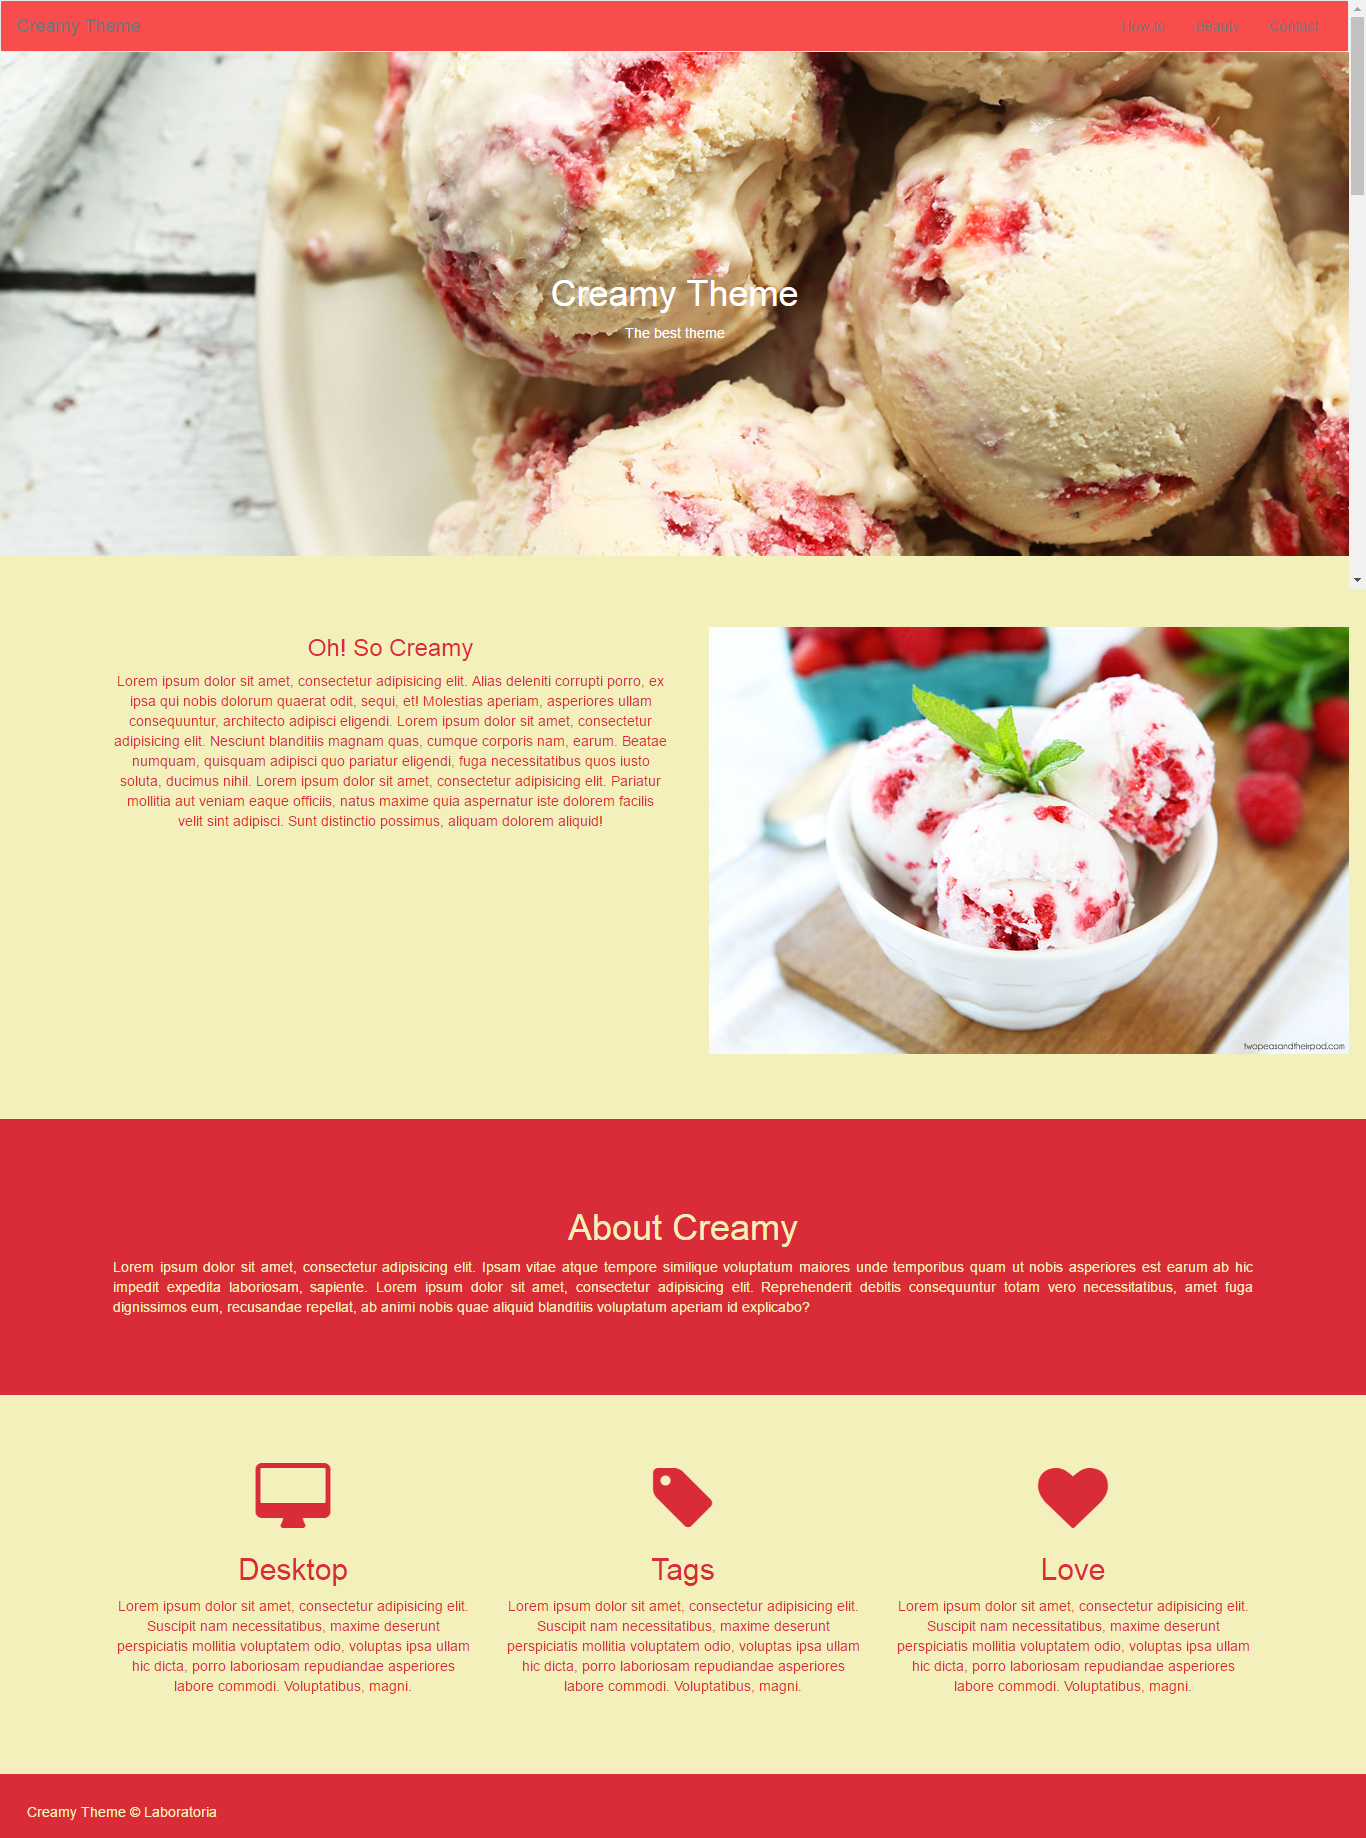 Creamy Theme
How to
Beauty
Contact
Creamy Theme
The best theme
Oh! So Creamy
Lorem ipsum dolor sit amet, consectetur adipisicing elit. Alias deleniti corrupti porro, ex
ipsa qui nobis dolorum quaerat odit, sequi, et! Molestias aperiam, asperiores ullam
consequuntur, architecto adipisci eligendi. Lorem ipsum dolor sit amet, consectetur
adipisicing elit. Nesciunt blanditiis magnam quas, cumque corporis nam, earum. Beatae
numquam, quisquam adipisci quo pariatur eligendi, fuga necessitatibus quos iusto
soluta, ducimus nihil. Lorem ipsum dolor sit amet, consectetur adipisicing elit. Pariatur
mollitia aut veniam eaque officiis, natus maxime quia aspernatur iste dolorem facilis
velit sint adipisci. Sunt distinctio possimus, aliquam dolorem aliquid!
twopeasandtheirpod.com
About Creamy
Lorem ipsum dolor sit amet, consectetur adipisicing elit. Ipsam vitae atque tempore similique voluptatum maiores unde temporibus quam ut nobis asperiores est earum ab hic
impedit expedita laboriosam, sapiente. Lorem ipsum dolor sit amet, consectetur adipisicing elit. Reprehenderit debitis consequuntur totam vero necessitatibus, amet fuga
dignissimos eum, recusandae repellat, ab animi nobis quae aliquid blanditiis voluptatum aperiam id explicabo?
Desktop
Lorem ipsum dolor sit amet, consectetur adipisicing elit.
Suscipit nam necessitatibus, maxime deserunt
perspiciatis mollitia voluptatem odio, voluptas ipsa ullam
hic dicta, porro laboriosam repudiandae asperiores
labore commodi. Voluptatibus, magni.
Tags
Lorem ipsum dolor sit amet, consectetur adipisicing elit.
Suscipit nam necessitatibus, maxime deserunt
perspiciatis mollitia voluptatem odio, voluptas ipsa ullam
hic dicta, porro laboriosam repudiandae asperiores
labore commodi. Voluptatibus, magni.
Love
Lorem ipsum dolor sit amet, consectetur adipisicing elit.
Suscipit nam necessitatibus, maxime deserunt
perspiciatis mollitia voluptatem odio, voluptas ipsa ullam
hic dicta, porro laboriosam repudiandae asperiores
labore commodi. Voluptatibus, magni.
Creamy Theme © Laboratoria